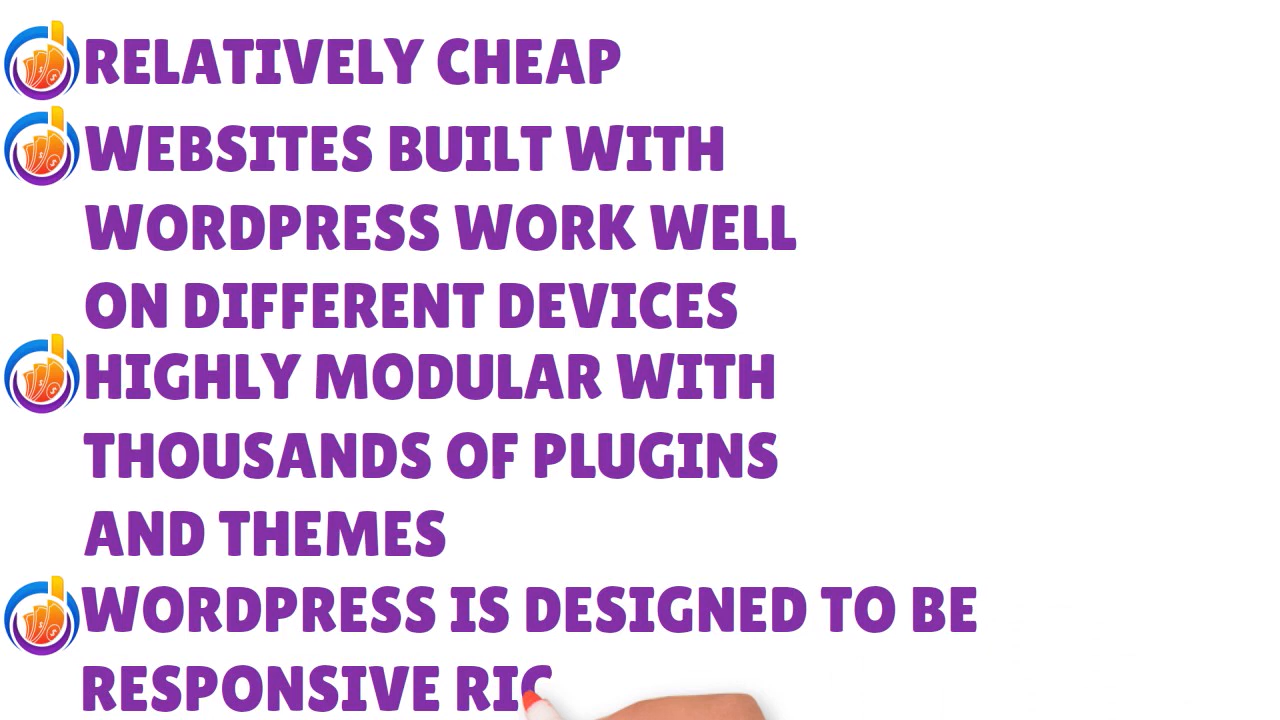 RELATIVELY CHEAP
WEBSITES BUILT WITH
WORDPRESS WORK WELL
ON DIFFERENT DEVICES
HIGHLY MODULAR WITH
THOUSANDS OF PLUGINS
AND THEMES
WORDPRESS IS DESIGNED TO BE
RESPONSIVE RIC